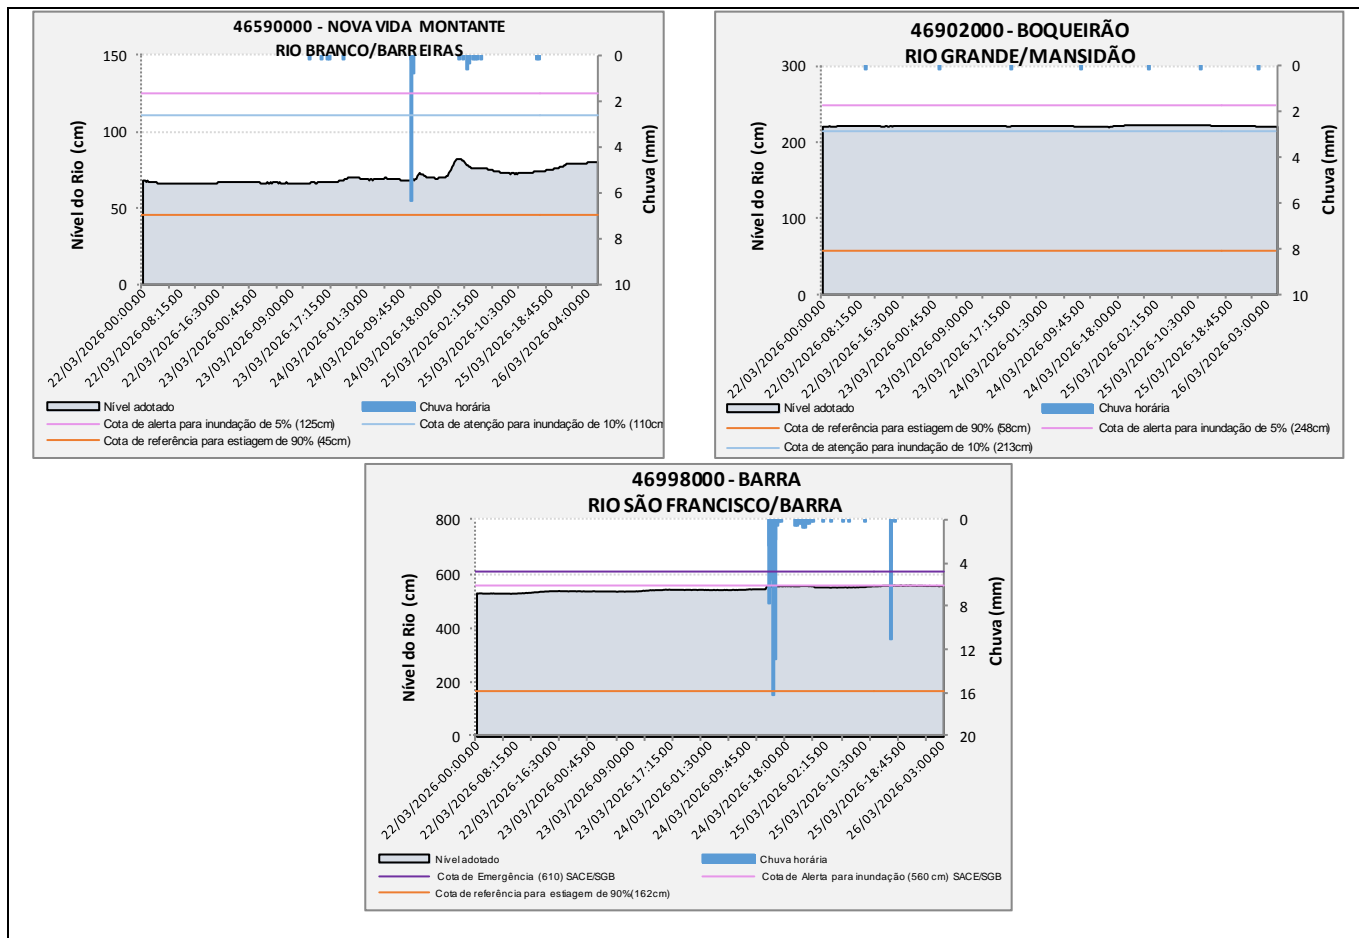 46590000 - NOVA VIDA MONTANTE
RIO BRANCO/BARREIRAS
150
100
50
0
Nível do Rio (cm)
0
2
4
6
8
10
Chuva (mm)
22/03/2026-00:00:00
22/03/2026-08:15:00
22/03/2026-16:30:00
23/03/2026-00:45:00
23/03/2026-09:00:00
23/03/2026-17:15:00
24/03/2026-01:30:00
24/03/2026-09:45:00
24/03/2026-18:00:00
25/03/2026-02:15:00
25/03/2026-10:30:00
25/03/2026-18:45:00
26/03/2026-04:00:00
Nível adotado
Chuva horária
Cota de alerta para inundação de 5% (125cm)
Cota de atenção para inundação de 10% (110cm
Cota de referência para estiagem de 90% (45cm)
46902000 - BOQUEIRÃO
RIO GRANDE/MANSIDÃO
300
200
100
0
Nível do Rio (cm)
0
2
4
6
8
10
Chuva (mm)
22/03/2026-00:00:00
22/03/2026-08:15:00
22/03/2026-16:30:00
23/03/2026-00:45:00
23/03/2026-09:00:00
23/03/2026-17:15:00
24/03/2026-01:30:00
24/03/2026-09:45:00
24/03/2026-18:00:00
25/03/2026-02:15:00
25/03/2026-10:30:00
25/03/2026-18:45:00
26/03/2026-03:00:00
Nível adotado
Chuva horária
Cota de referência para estiagem de 90% (58cm)
Cota de alerta para inundação de 5% (248cm)
Cota de atenção para inundação de 10% (213cm)
46998000 - BARRA
RIO SÃO FRANCISCO/BARRA
800
600
400
200
0
Nível do Rio (cm)
0
4
8
12
16
20
Chuva (mm)
22/03/2026-00:00:00
22/03/2026-08:15:00
22/03/2026-16:30:00
23/03/2026-00:45:00
23/03/2026-09:00:00
23/03/2026-17:15:00
24/03/2026-01:30:00
24/03/2026-09:45:00
24/03/2026-18:00:00
25/03/2026-02:15:00
25/03/2026-10:30:00
25/03/2026-18:45:00
26/03/2026-03:00:00
Nível adotado
Chuva horária
Cota de Emergência (610) SACE/SGB
Cota de Alerta para inundação (560 cm) SACE/SGB
Cota de referência para estiagem de 90%(162cm)